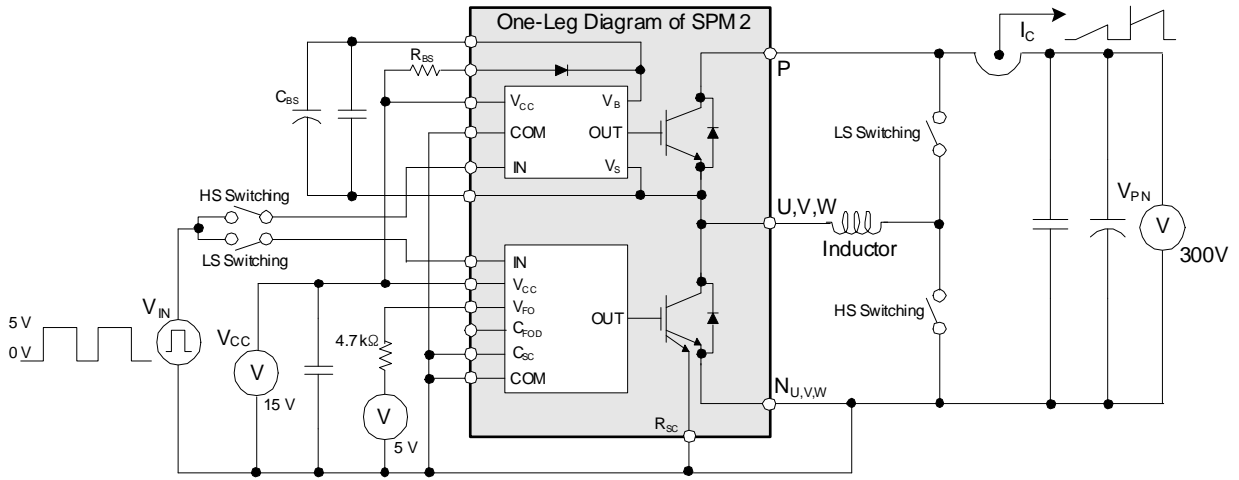 One-Leg Diagram of SPM 2
I_C
P
R_BS
C_BS
V_CC
V_B
COM
OUT
IN
V_S
LS Switching
HS Switching
LS Switching
U,V,W
Inductor
V_PN
V
300V
IN
V_CC
V_FO
C_FOD
C_SC
COM
OUT
HS Switching
V_IN
5 V
0 V
V_CC
V
15 V
4.7 kΩ
V
5 V
N_U,V,W
R_SC